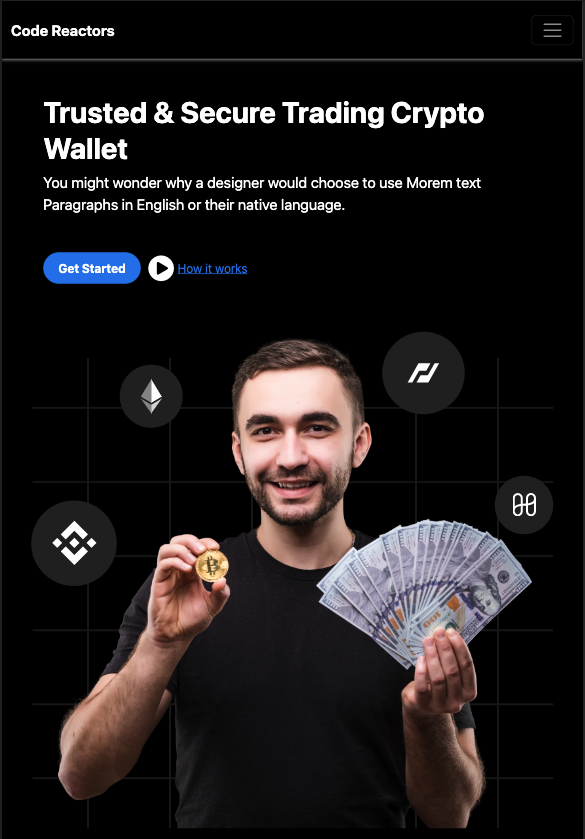 Code Reactors
Trusted & Secure Trading Crypto
Wallet
You might wonder why a designer would choose to use Morem text
Paragraphs in English or their native language.
Get Started
How it works
100